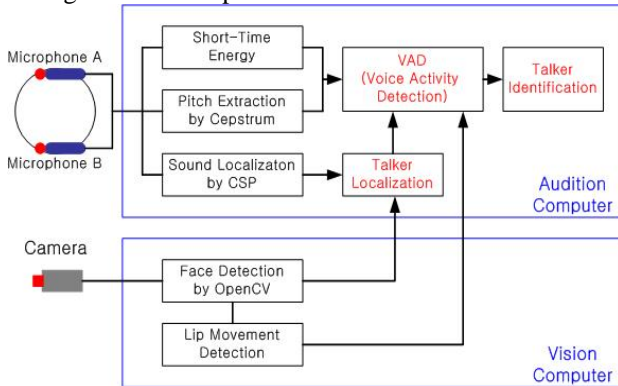 Microphone A
Microphone B
Short-Time
Energy
Pitch Extraction
by Cepstrum
Sound Localizaton
by CSP
VAD
(Voice Activity
Detection)
Talker
Identification
Talker
Localization
Audition
Computer
Camera
Face Detection
by OpenCV
Lip Movement
Detection
Vision
Computer